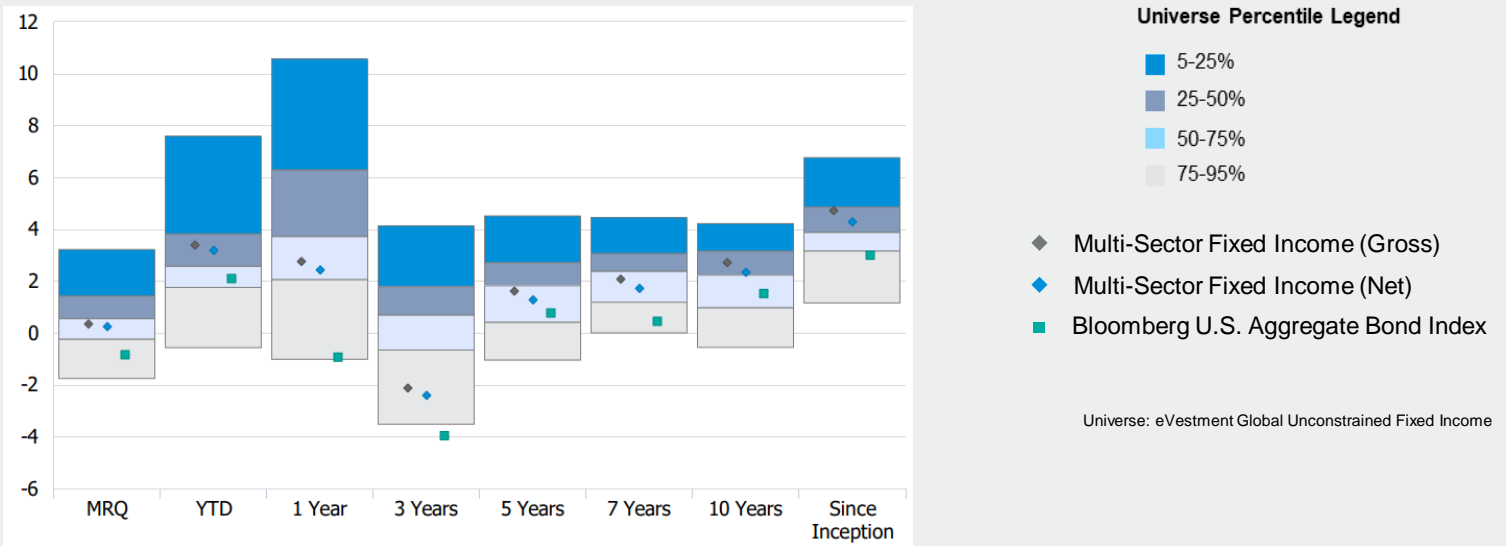 12
10
8
6
4
2
0
-2
-4
-6
MRQ YTD 1 Year 3 Years 5 Years 7 Years 10 Years Since
Inception
Universe Percentile Legend
5-25%
25-50%
50-75%
75-95%
Multi-Sector Fixed Income (Gross)
Multi-Sector Fixed Income (Net)
Bloomberg U.S. Aggregate Bond Index
Universe: eVestment Global Unconstrained Fixed Income